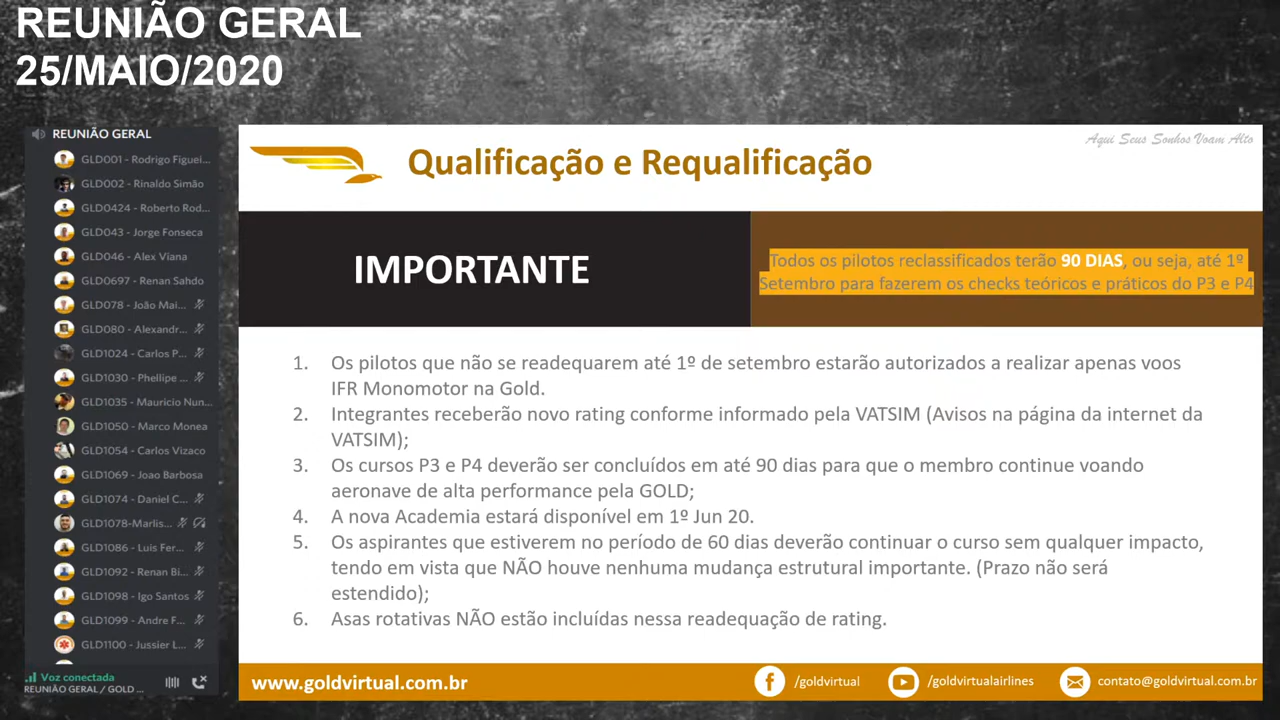 REUNIÃO GERAL
25/MAIO/2020
REUNIÃO GERAL
GLD001 - Rodrigo Figuei...
GLD002 - Rinaldo Simão
GLD0424 - Roberto Rod...
GLD043 - Jorge Fonseca
GLD046 - Alex Viana
GLD0697 - Renan Sahdo
GLD078 - João Mai...
GLD080 - Alexandr...
GLD1024 - Carlos P...
GLD1030 - Phellipe ...
GLD1035 - Mauricio Nun...
GLD1050 - Marco Monea
GLD1054 - Carlos Vizaco
GLD1069 - Joao Barbosa
GLD1074 - Daniel C...
GLD1078-Marlis...
GLD1086 - Luis Fer...
GLD1092 - Renan Bi...
GLD1098 - Igo Santos
GLD1099 - Andre F...
GLD1100 - Jussier L...
Voz conectada
REUNIÃO GERAL / GOLD ...
Aqui Seus Sonhos Voam Alto
Qualificação e Requalificação
IMPORTANTE
Todos os pilotos reclassificados terão 90 DIAS, ou seja, até 1º
Setembro para fazerem os checks teóricos e práticos do P3 e P4
1. Os pilotos que não se readequarem até 1º de setembro estarão autorizados a realizar apenas voos
IFR Monomotor na Gold.
2. Integrantes receberão novo rating conforme informado pela VATSIM (Avisos na página da internet da
VATSIM);
3. Os cursos P3 e P4 deverão ser concluídos em até 90 dias para que o membro continue voando
aeronave de alta performance pela GOLD;
4. A nova Academia estará disponível em 1º Jun 20.
5. Os aspirantes que estiverem no período de 60 dias deverão continuar o curso sem qualquer impacto,
tendo em vista que NÃO houve nenhuma mudança estrutural importante. (Prazo não será
estendido);
6. Asas rotativas NÃO estão incluídas nessa readequação de rating.
www.goldvirtual.com.br
/goldvirtual
/goldvirtualairlines
contato@goldvirtual.com.br